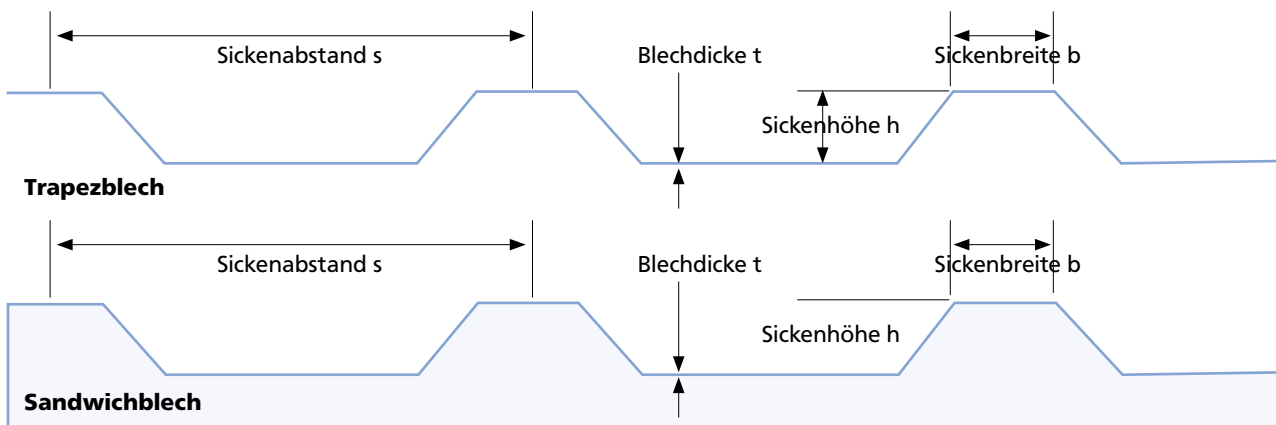 Sickenabstand s
Blechdicke t
Sickenbreite b
Sickenhöhe h
Trapezblech
Sickenabstand s
Blechdicke t
Sickenbreite b
Sickenhöhe h
Sandwichblech